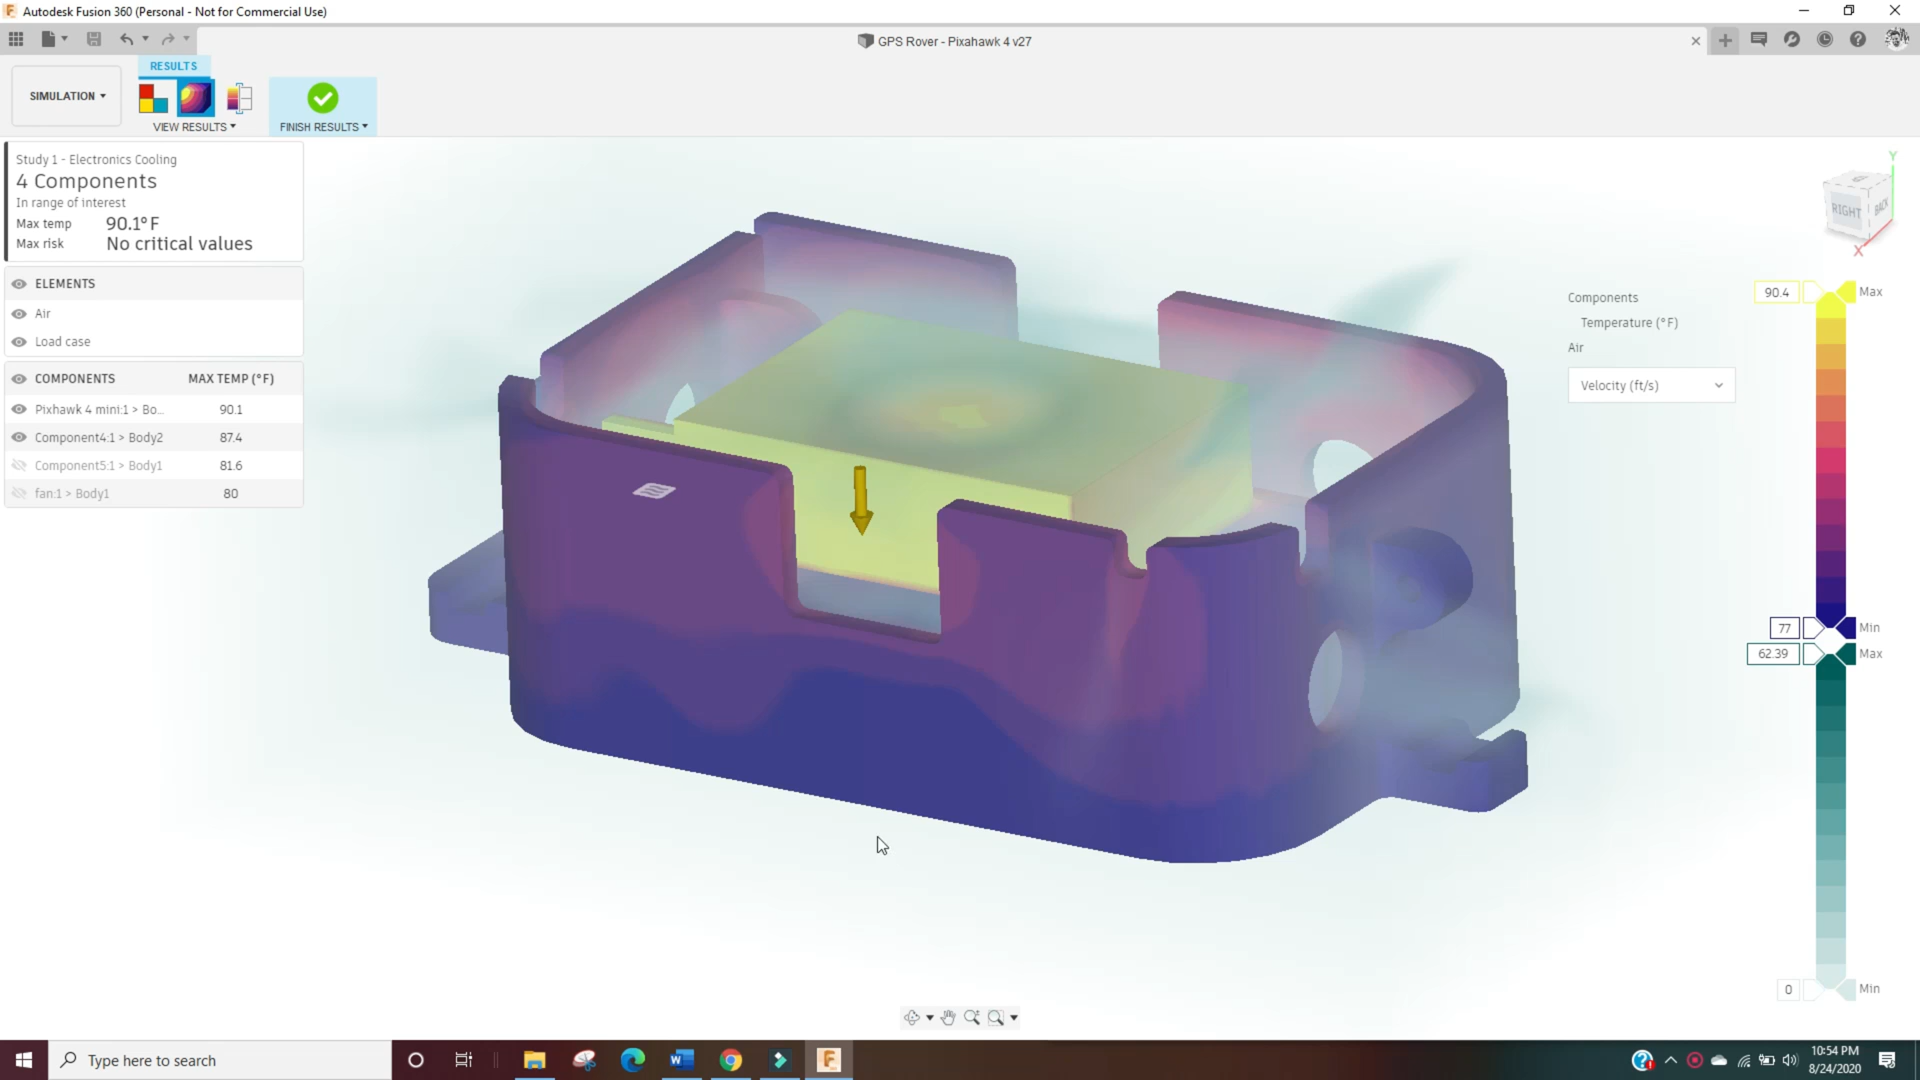 Autodesk Fusion 360 (Personal - Not for Commercial Use)
GPS Rover - Pixahawk 4 v27
RESULTS
SIMULATION
VIEW RESULTS
FINISH RESULTS
Study 1 - Electronics Cooling
4 Components
In range of interest
Max temp 90.1°F
Max risk No critical values
ELEMENTS
Air
Load case
COMPONENTS MAX TEMP (°F)
Pixhawk 4 mini:1 > Bo... 90.1
Component4:1 > Body2 87.4
Component5:1 > Body1 81.6
fan:1 > Body1 80
Y
RIGHT
BACK
X
Components
Temperature (°F)
Air
Velocity (ft/s)
90.4 Max
77 Min
62.39 Max
0 Min
Type here to search
10:54 PM
8/24/2020